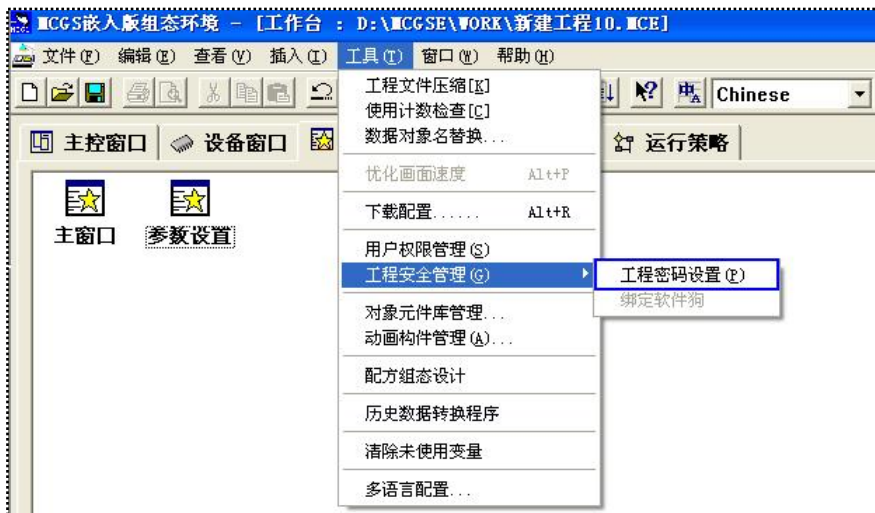 MCGS嵌入版组态环境 - [工作台 : D:\MCGSE\WORK\新建工程10.MCE]
文件(F) 编辑(E) 查看(V) 插入(I) 工具(T) 窗口(W) 帮助(H)
Chinese
主控窗口 设备窗口 运行策略
主窗口 参数设置
工程文件压缩[K]
使用计数检查[C]
数据对象名替换...
优化画面速度 Alt+P
下载配置...... Alt+R
用户权限管理(S)
工程安全管理(G)
工程密码设置(P)
绑定软件狗
对象元件库管理...
动画构件管理(A)...
配方组态设计
历史数据转换程序
清除未使用变量
多语言配置...